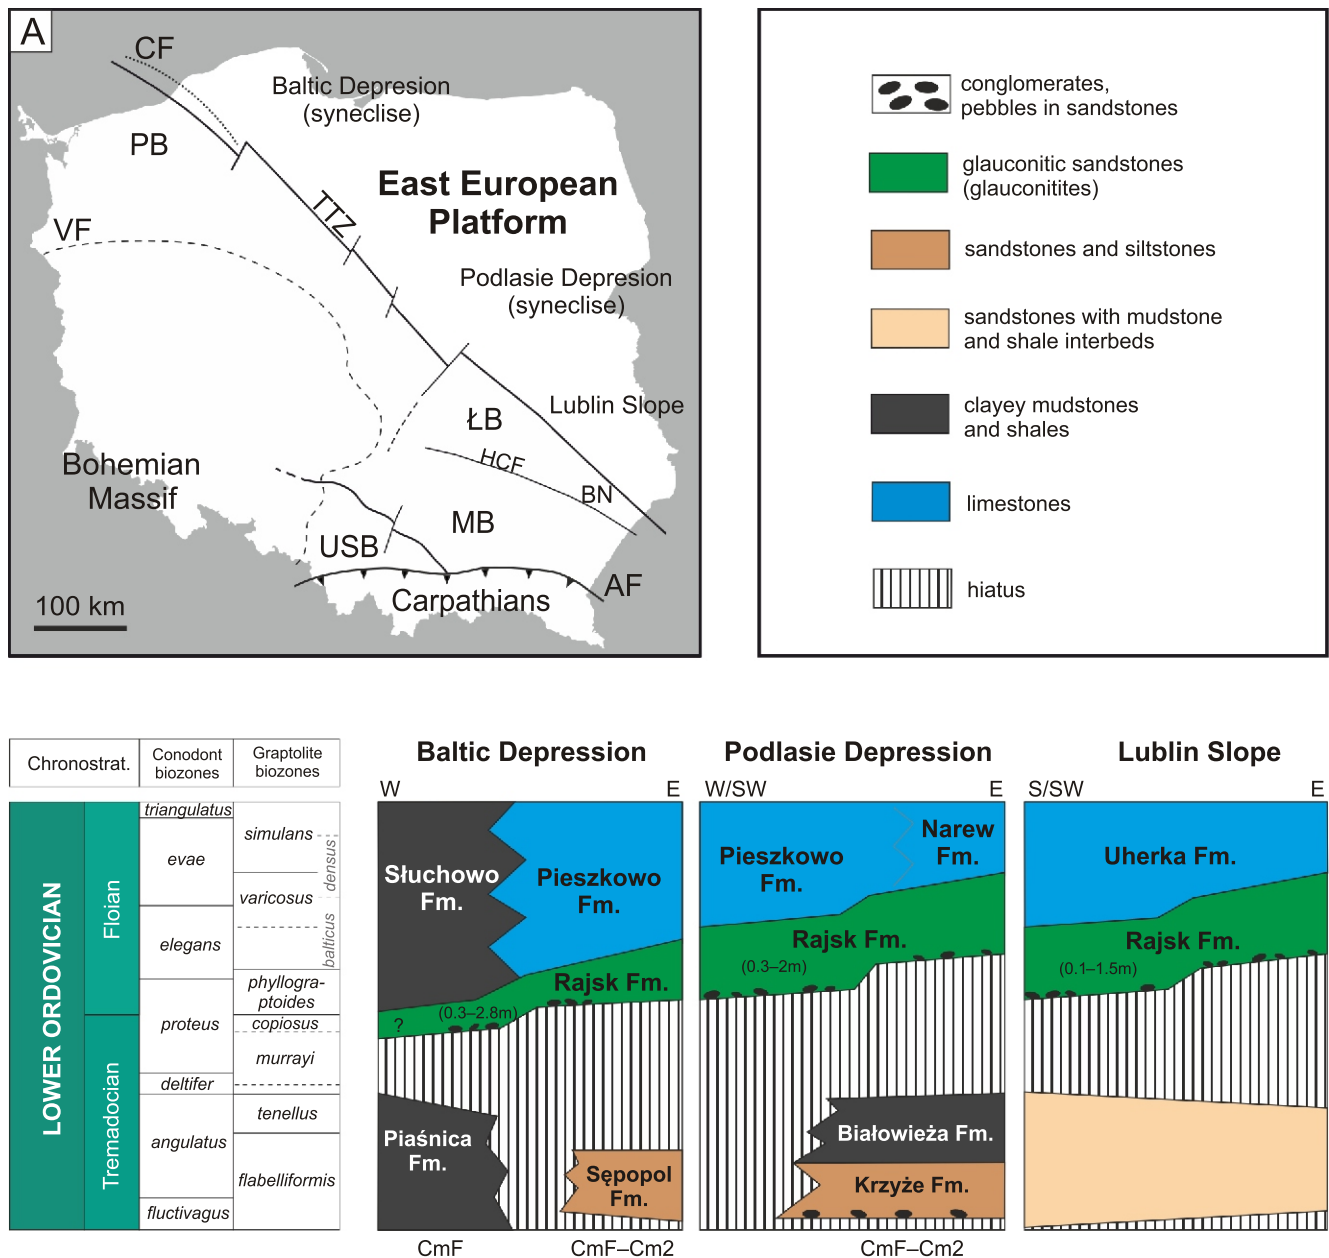 A
CF
Baltic Depresion
(syneclise)
PB
East European
Platform
TTZ
VF
Podlasie Depresion
(syneclise)
Lublin Slope
ŁB
HCF
BN
Bohemian
Massif
MB
USB
AF
Carpathians
100 km
conglomerates,
pebbles in sandstones
glauconitic sandstones
(glauconitites)
sandstones and siltstones
sandstones with mudstone
and shale interbeds
clayey mudstones
and shales
limestones
hiatus
Chronostrat.
Conodont
biozones
Graptolite
biozones
LOWER ORDOVICIAN
Floian
Tremadocian
triangulatus
evae
elegans
proteus
deltifer
angulatus
fluctivagus
simulans
densus
varicosus
balticus
phyllogra-
ptoides
copiosus
murrayi
tenellus
flabelliformis
Baltic Depression
W
E
Słuchowo
Fm.
Pieszkowo
Fm.
Rajsk Fm.
(0.3–2.8m)
?
Piaśnica
Fm.
Sępopol
Fm.
CmF
CmF–Cm2
Podlasie Depression
W/SW
E
Pieszkowo
Fm.
Narew
Fm.
Rajsk Fm.
(0.3–2m)
Białowieża Fm.
Krzyże Fm.
CmF–Cm2
Lublin Slope
S/SW
E
Uherka Fm.
Rajsk Fm.
(0.1–1.5m)